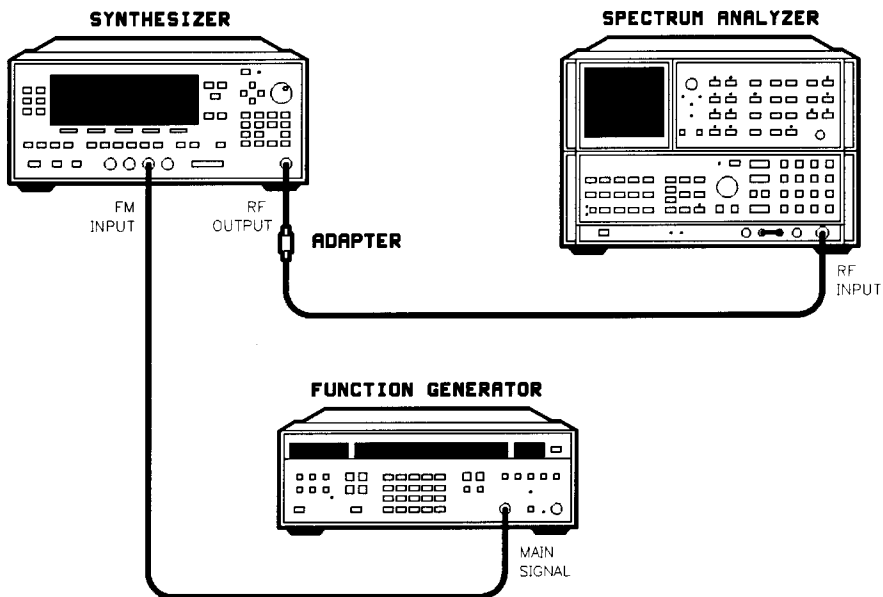 SYNTHESIZER
SPECTRUM ANALYZER
FM
INPUT
RF
OUTPUT
ADAPTER
RF
INPUT
FUNCTION GENERATOR
MAIN
SIGNAL